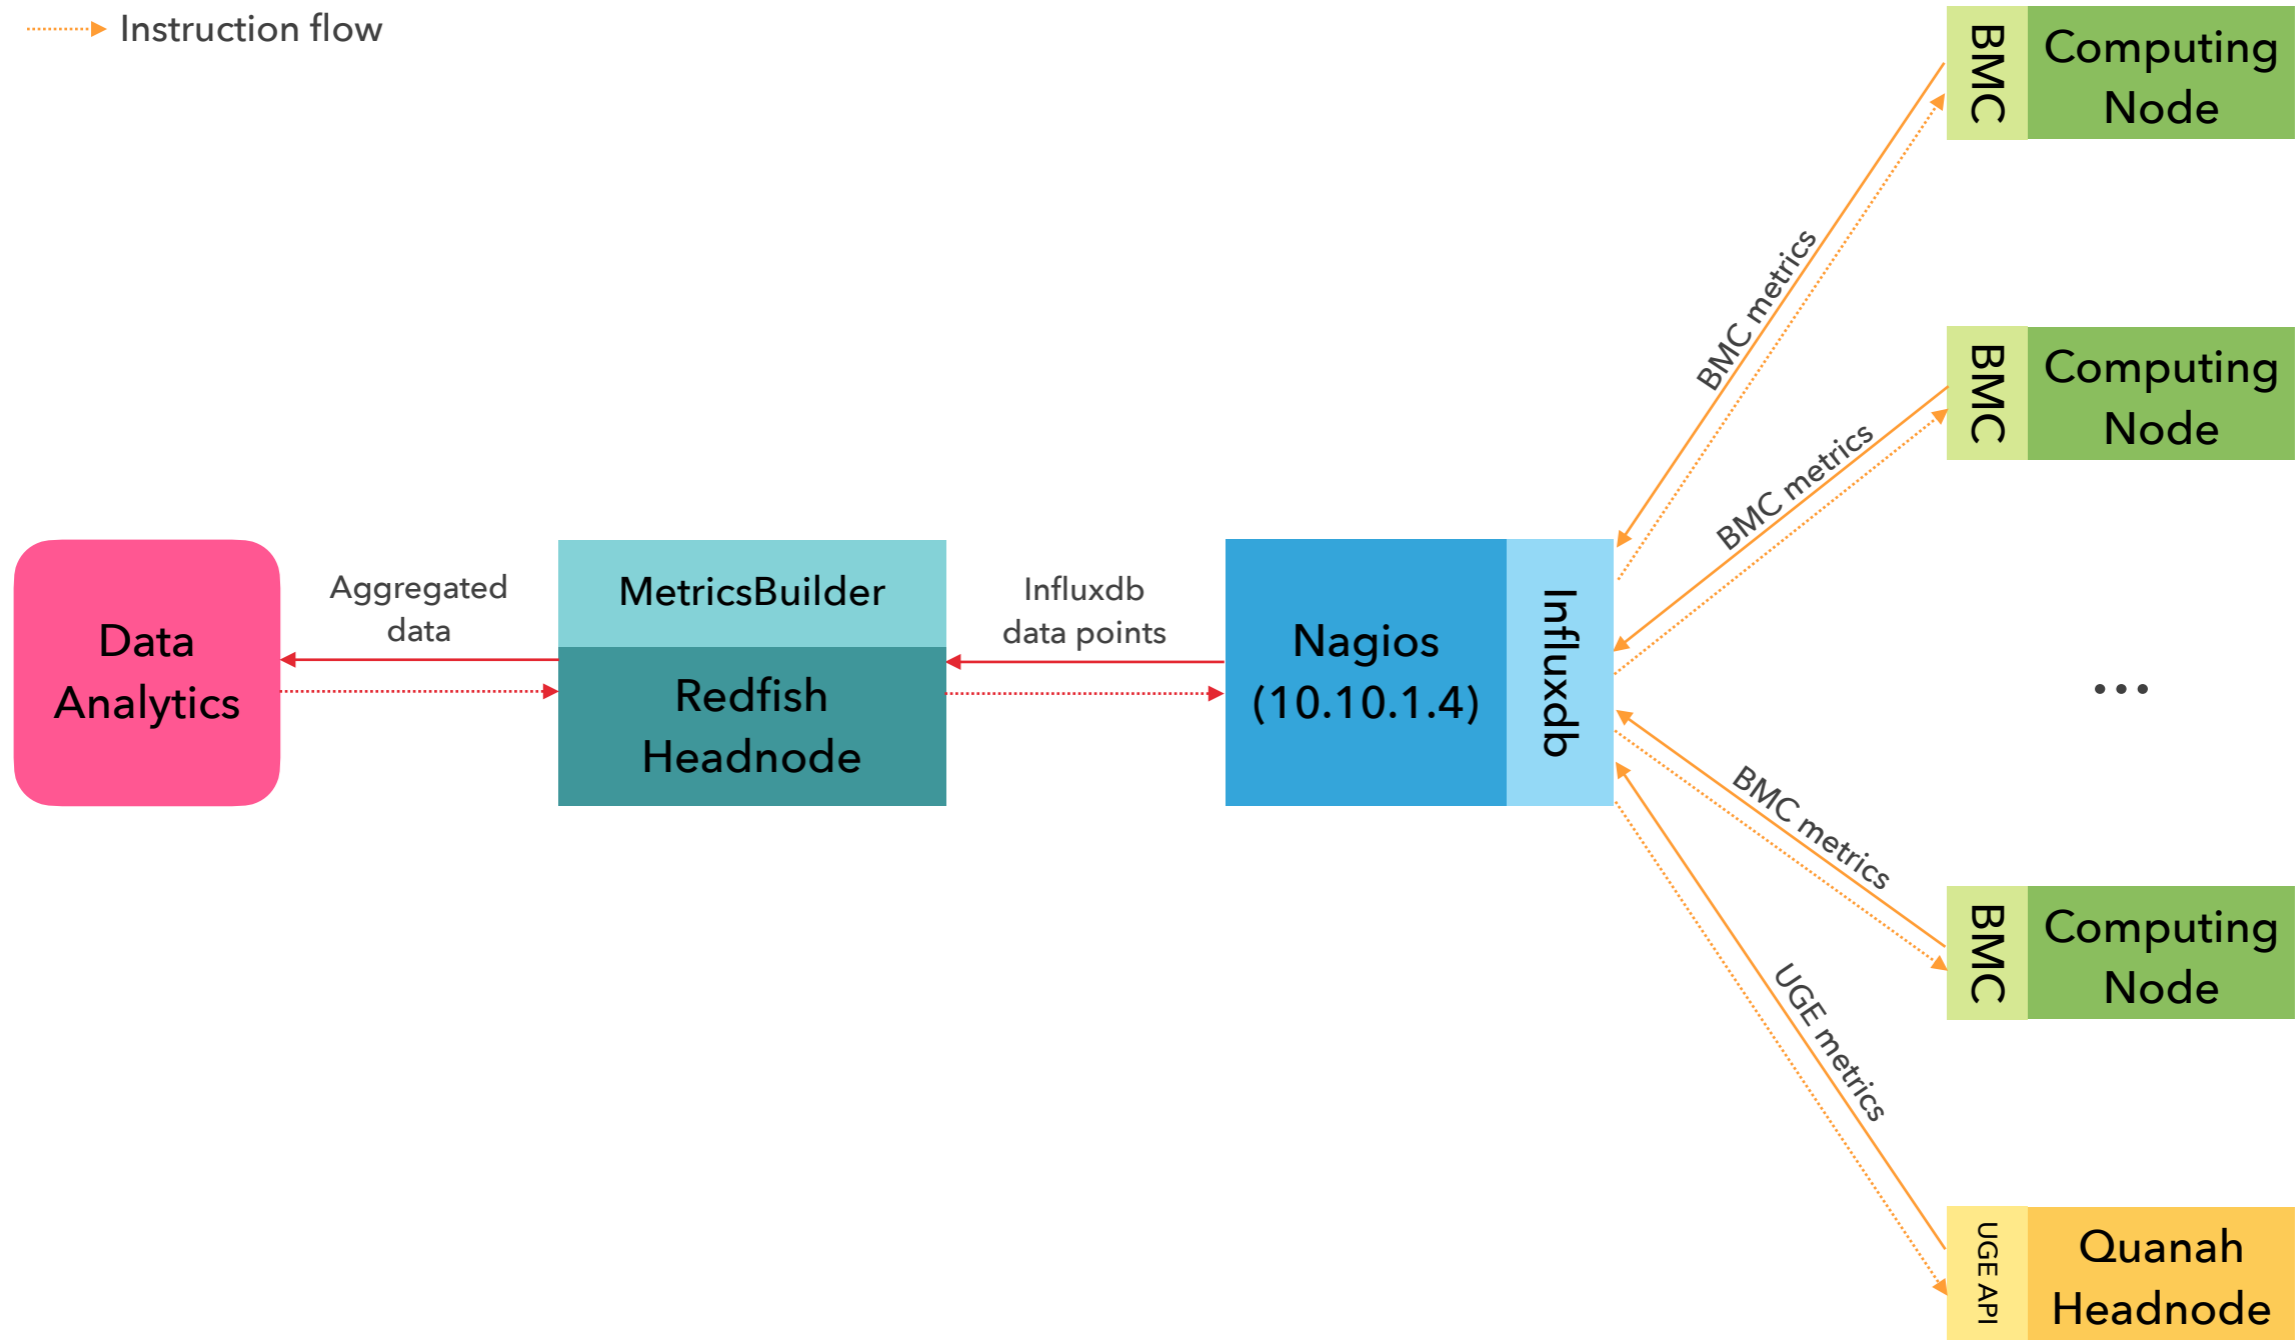 Instruction flow
BMC
Computing
Node
BMC metrics
BMC
Computing
Node
BMC metrics
Data
Analytics
Aggregated
data
MetricsBuilder
Redfish
Headnode
Influxdb
data points
Nagios
(10.10.1.4)
Influxdb
...
BMC metrics
BMC
Computing
Node
UGE metrics
UGE API
Quanah
Headnode